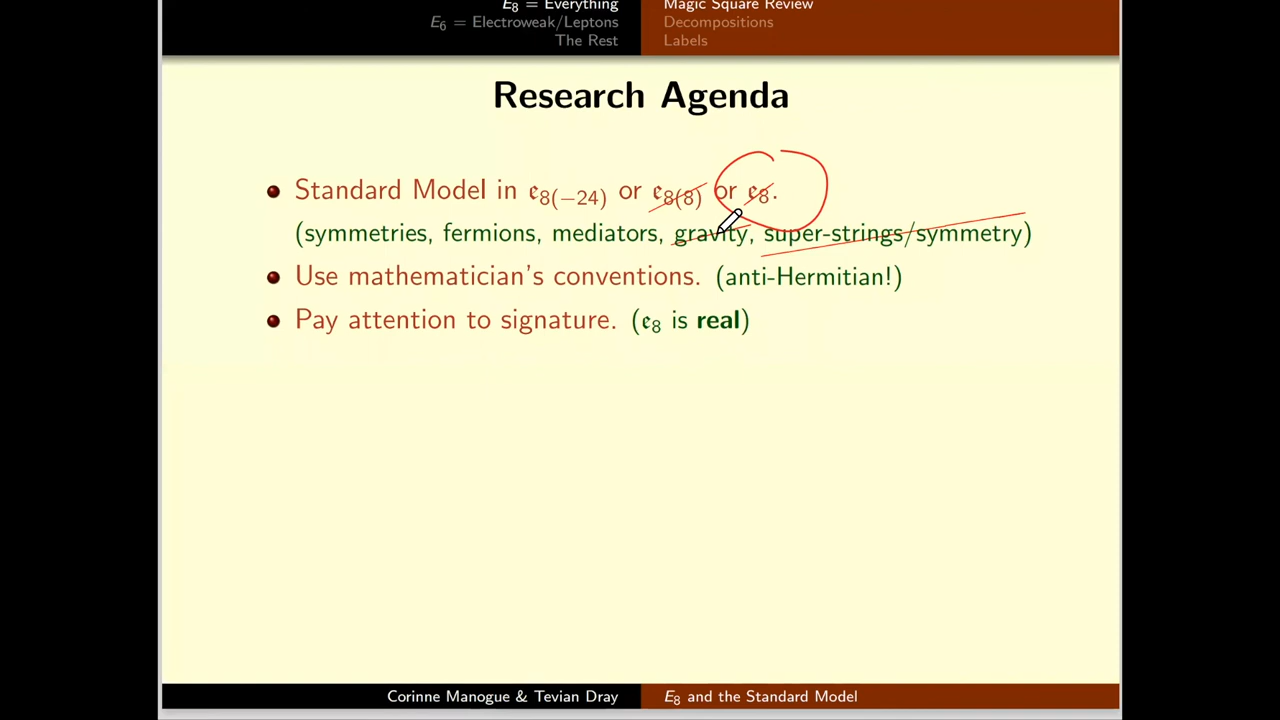 E₈ = Everything
Magic Square Review
E₆ = Electroweak/Leptons
Decompositions
The Rest
Labels
Research Agenda
Standard Model in 𝔢₈₍₋₂₄₎ or 𝔢₈₍₈₎ or 𝔢₈.
(symmetries, fermions, mediators, gravity, super-strings/symmetry)
Use mathematician's conventions. (anti-Hermitian!)
Pay attention to signature. (𝔢₈ is real)
Corinne Manogue & Tevian Dray
E₈ and the Standard Model